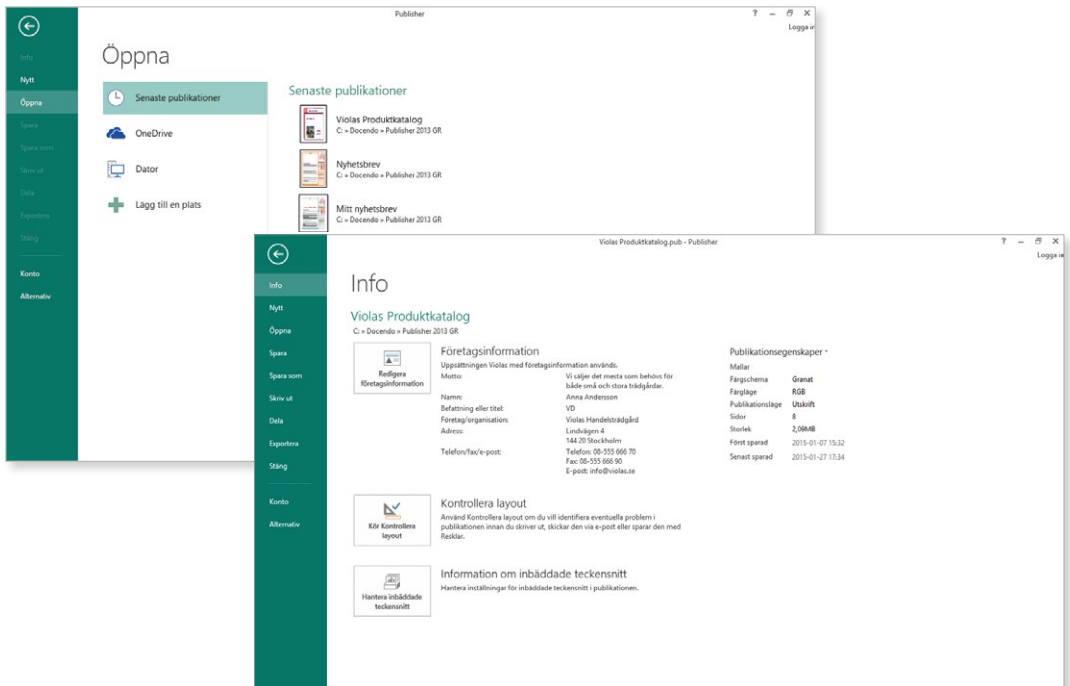 Publisher
Logga in
Info
Nytt
Öppna
Spara
Spara som
Skriv ut
Dela
Exportera
Stäng
Konto
Alternativ
Öppna
Senaste publikationer
OneDrive
Dator
Lägg till en plats
Senaste publikationer
Violas Produktkatalog
C: » Docendo » Publisher 2013 GR
Nyhetsbrev
C: » Docendo » Publisher 2013 GR
Mitt nyhetsbrev
C: » Docendo » Publisher 2013 GR
Violas Produktkatalog.pub - Publisher
Logga in
Info
Nytt
Öppna
Spara
Spara som
Skriv ut
Dela
Exportera
Stäng
Konto
Alternativ
Info
Violas Produktkatalog
C: » Docendo » Publisher 2013 GR
Redigera
företagsinformation
Företagsinformation
Uppsättningen Violas med företagsinformation används.
Motto: Vi säljer det mesta som behövs för
både små och stora trädgårdar.
Namn: Anna Andersson
Befattning eller titel: VD
Företag/organisation: Violas Handelsträdgård
Adress: Lindvägen 4
144 20 Stockholm
Telefon/fax/e-post: Telefon: 08-555 666 70
Fax: 08-555 666 90
E-post: info@violas.se
Kör Kontrollera
layout
Kontrollera layout
Använd Kontrollera layout om du vill identifiera eventuella problem i
publikationen innan du skriver ut, skickar den via e-post eller sparar den med
Resklar.
Hantera inbäddade
teckensnitt
Information om inbäddade teckensnitt
Hantera inställningar för inbäddade teckensnitt i publikationen.
Publikationsegenskaper
Mallar
Färgschema Granat
Färgläge RGB
Publikationsläge Utskrift
Sidor 8
Storlek 2,09MB
Först sparad 2015-01-07 15:32
Senast sparad 2015-01-27 17:34